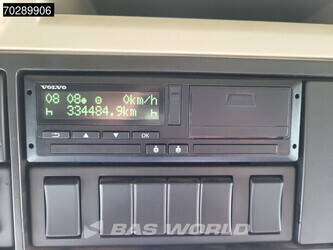 70289906
VOLVO
08 08 0km/h
h 334484.9km h
OK
BAS WORLD